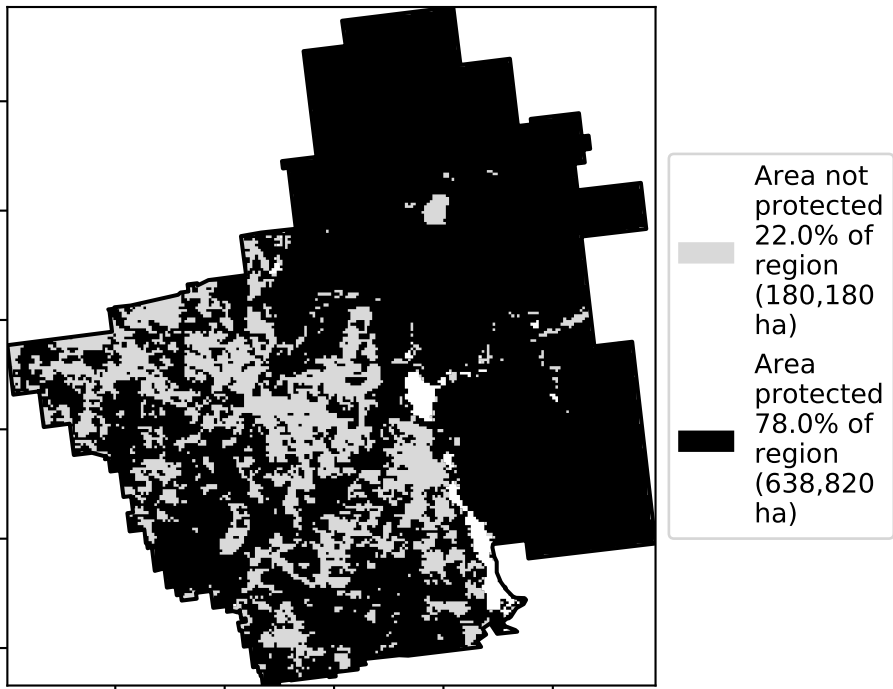 Area not
protected
22.0% of
region
(180,180
ha)
Area
protected
78.0% of
region
(638,820
ha)